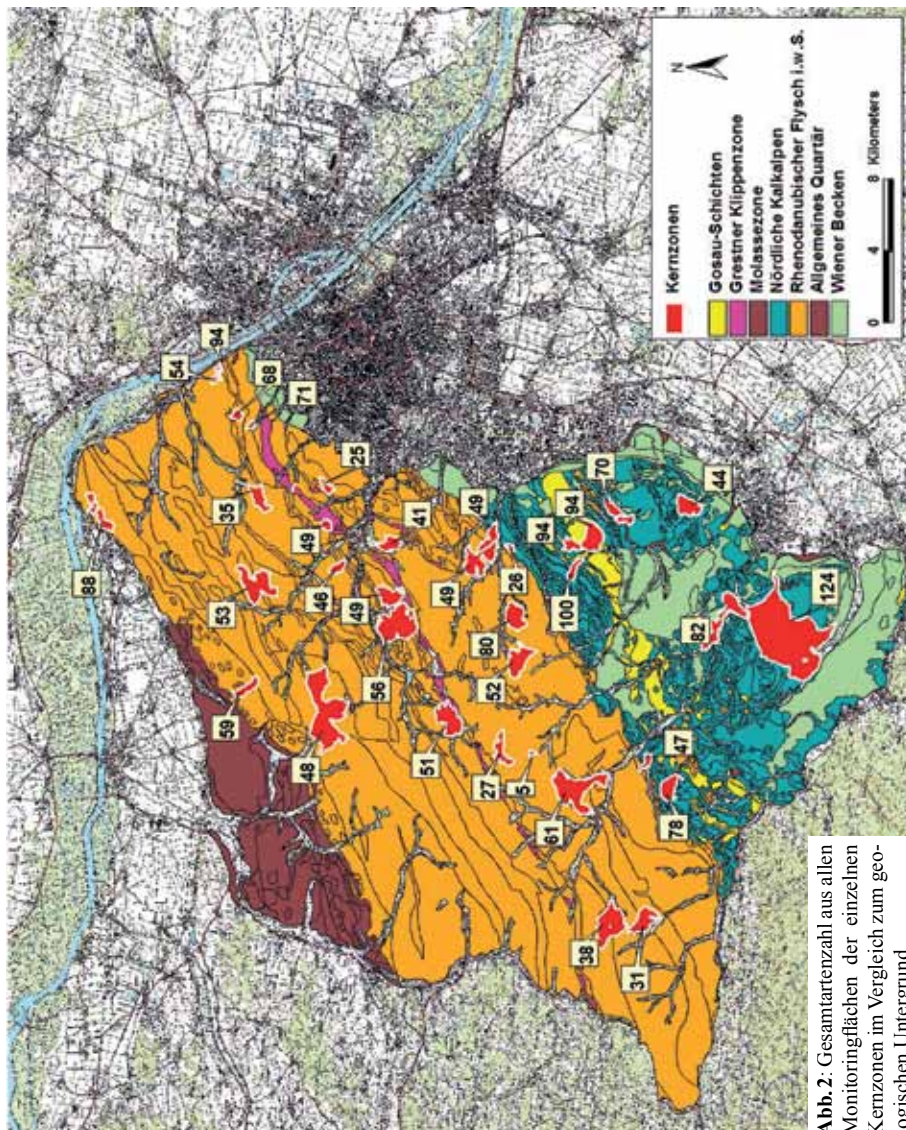 88
54
59
53
35
94
68
71
48
49
46
25
49
56
41
51
49
49
80
27
52
26
5
94
61
100
94
38
70
31
78
47
82
44
124
N
Kernzonen
Gosau-Schichten
Grestner Klippenzone
Molassezone
Nördliche Kalkalpen
Rhenodanubischer Flysch i.w.S.
Allgemeines Quartär
Wiener Becken
0 4 8 Kilometers
Abb. 2: Gesamtartenzahl aus allen
Monitoringflächen der einzelnen
Kernzonen im Vergleich zum geo-
logischen Untergrund